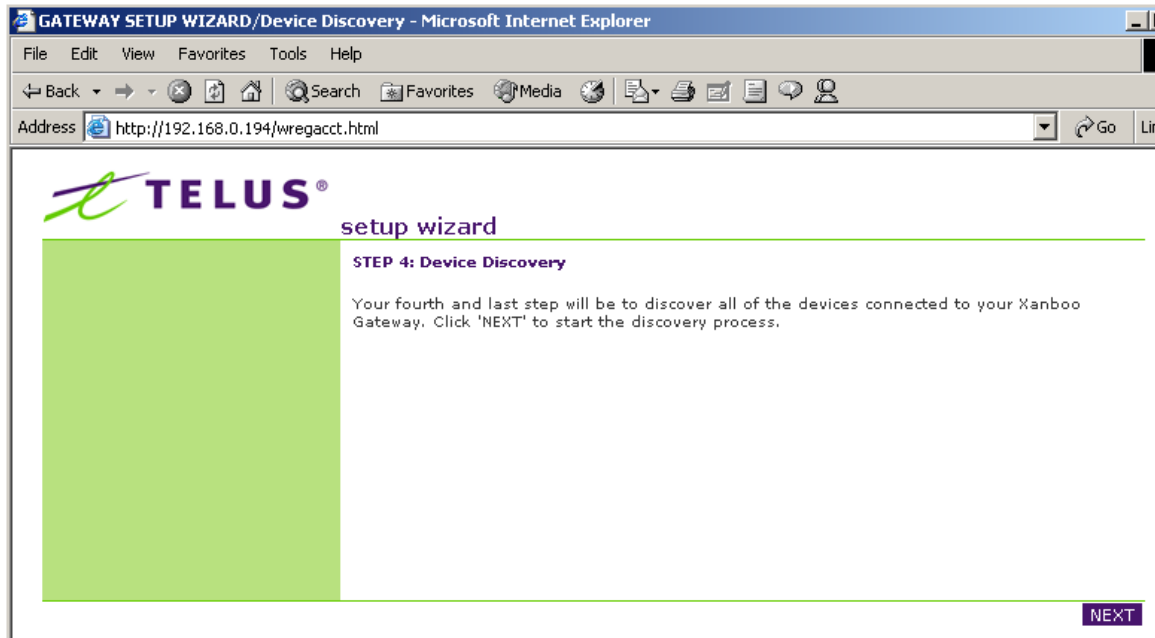 GATEWAY SETUP WIZARD/Device Discovery - Microsoft Internet Explorer
File Edit View Favorites Tools Help
Back Search Favorites Media
Address http://192.168.0.194/wregacct.html Go
TELUS®
setup wizard
STEP 4: Device Discovery
Your fourth and last step will be to discover all of the devices connected to your Xanboo
Gateway. Click 'NEXT' to start the discovery process.
NEXT